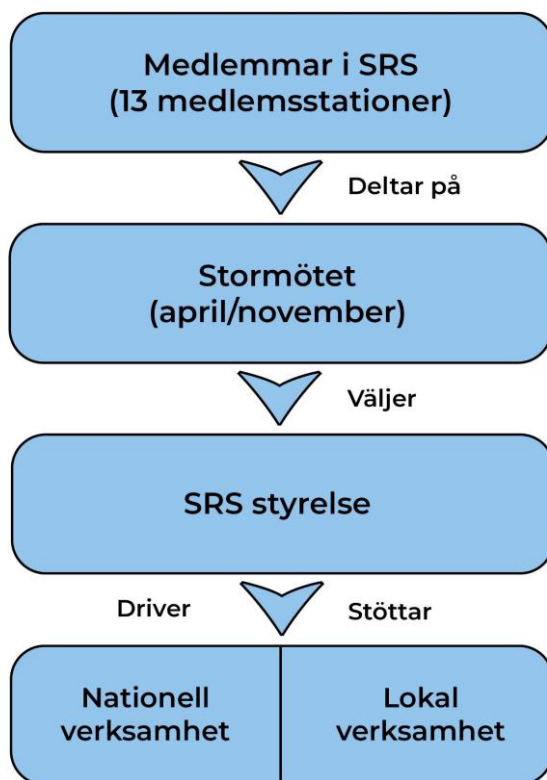 Medlemmar i SRS
(13 medlemsstationer)
Deltar på
Stormötet
(april/november)
Väljer
SRS styrelse
Driver
Stöttar
Nationell
verksamhet
Lokal
verksamhet